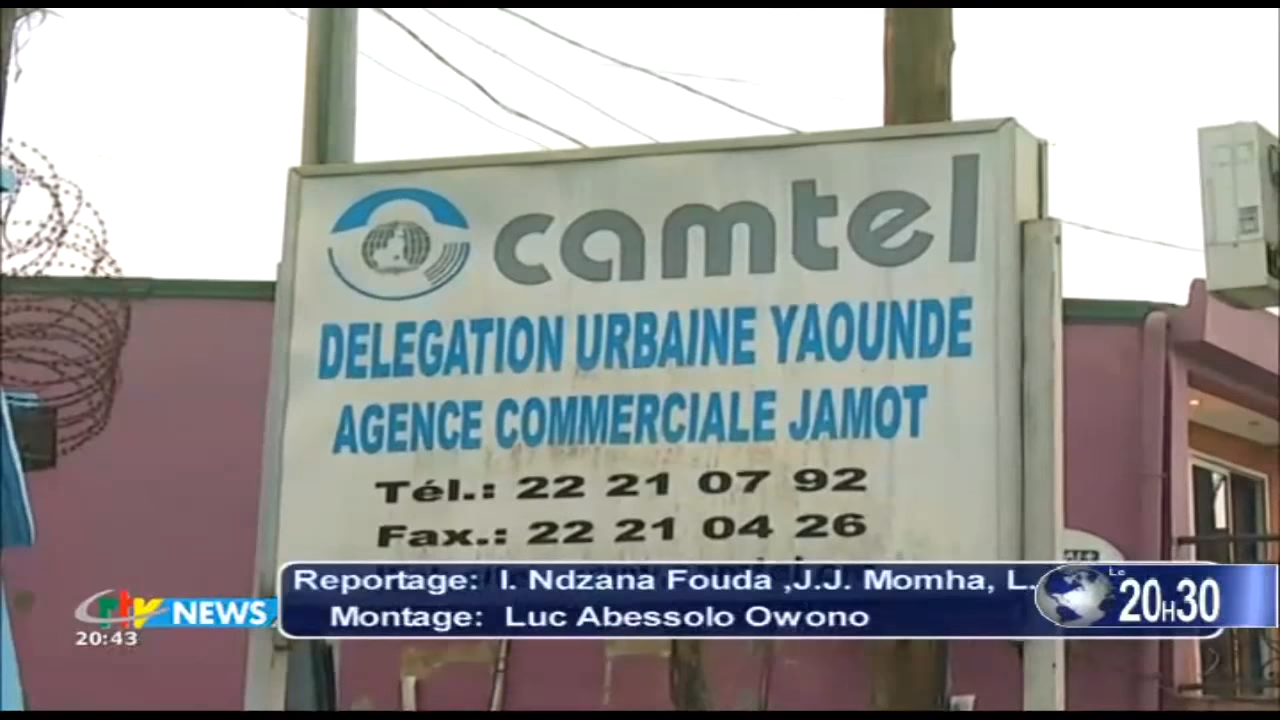 camtel
DELEGATION URBAINE YAOUNDE
AGENCE COMMERCIALE JAMOT
Tél.: 22 21 07 92
Fax.: 22 21 04 26
Reportage: I. Ndzana Fouda ,J.J. Momha, L.
Montage: Luc Abessolo Owono
NEWS
20:43
Le
20H30